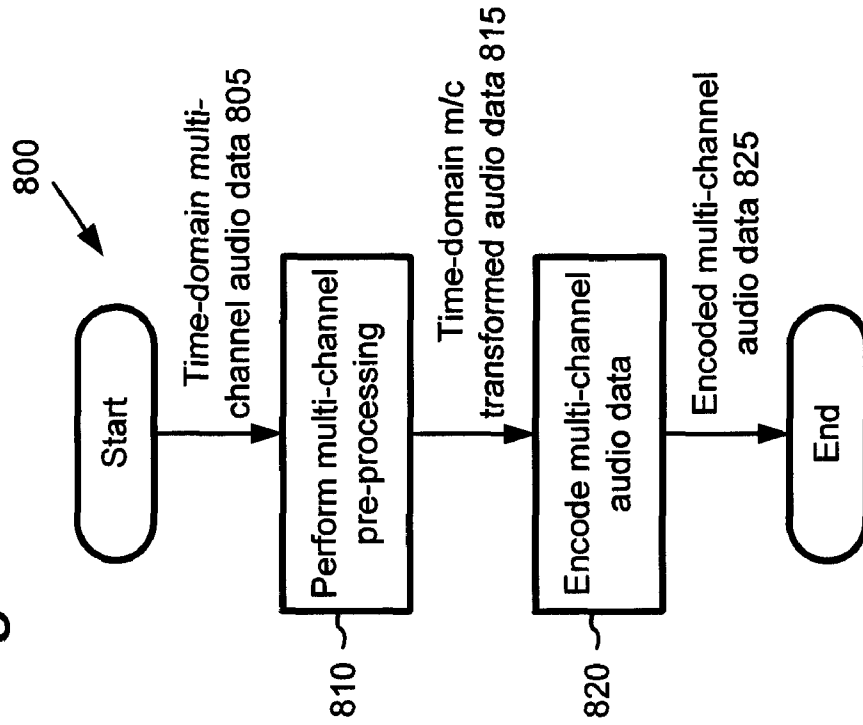 800
Start
Time-domain multi-
channel audio data 805
810
Perform multi-channel
pre-processing
Time-domain m/c
transformed audio data 815
820
Encode multi-channel
audio data
Encoded multi-channel
audio data 825
End